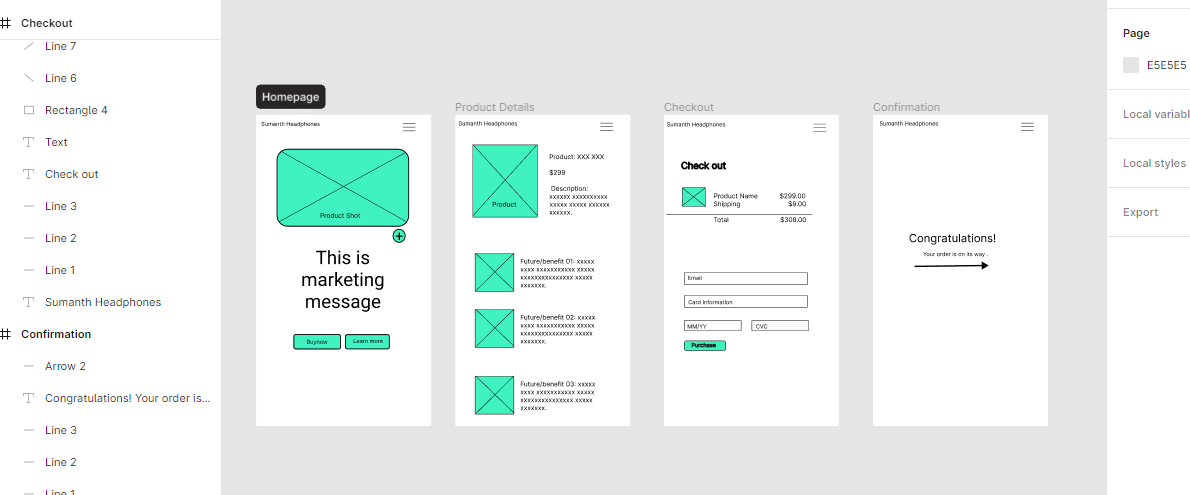 Checkout
Line 7
Line 6
Rectangle 4
Text
Check out
Line 3
Line 2
Line 1
Sumanth Headphones
Confirmation
Arrow 2
Congratulations! Your order is...
Line 3
Line 2
Line 1
Homepage
Sumanth Headphones
Product Shot
This is
marketing
message
Buynow
Learn more
Product Details
Sumanth Headphones
Product
Product: XXX XXX
$299
Description:
xxxxxx xxxxxxxxxx
xxxxx xxxxx xxxxxx
xxxxxx.
Future/benefit 01: xxxxx
xxxx xxxxxxxxxxx xxxxx
xxxxxxxxxxxxxxx xxxxx
xxxxxxx.
Future/benefit 02: xxxxx
xxxx xxxxxxxxxxx xxxxx
xxxxxxxxxxxxxxx xxxxx
xxxxxxx.
Future/benefit 03: xxxxx
xxxx xxxxxxxxxxx xxxxx
xxxxxxxxxxxxxxx xxxxx
xxxxxxx.
Checkout
Sumanth Headphones
Check out
Product Name $299.00
Shipping $9.00
Total $308.00
Email
Card Information
MM/YY CVC
Purchase
Confirmation
Sumanth Headphones
Congratulations!
Your order is on its way .
Page
E5E5E5
Local variabl
Local styles
Export